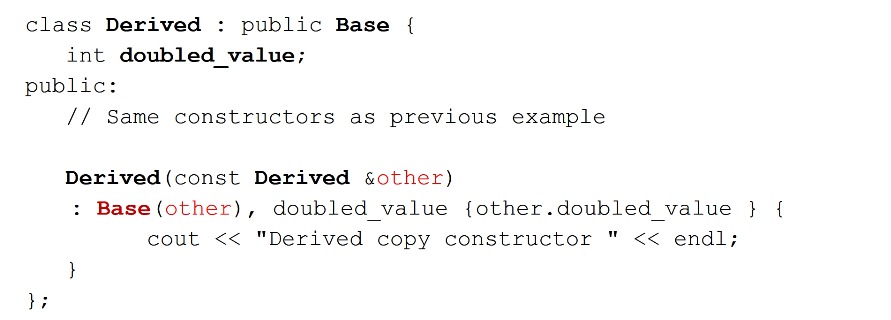 class Derived : public Base {
   int doubled_value;
public:
   // Same constructors as previous example

   Derived(const Derived &other)
   : Base(other), doubled_value {other.doubled_value } {
         cout << "Derived copy constructor " << endl;
   }
};